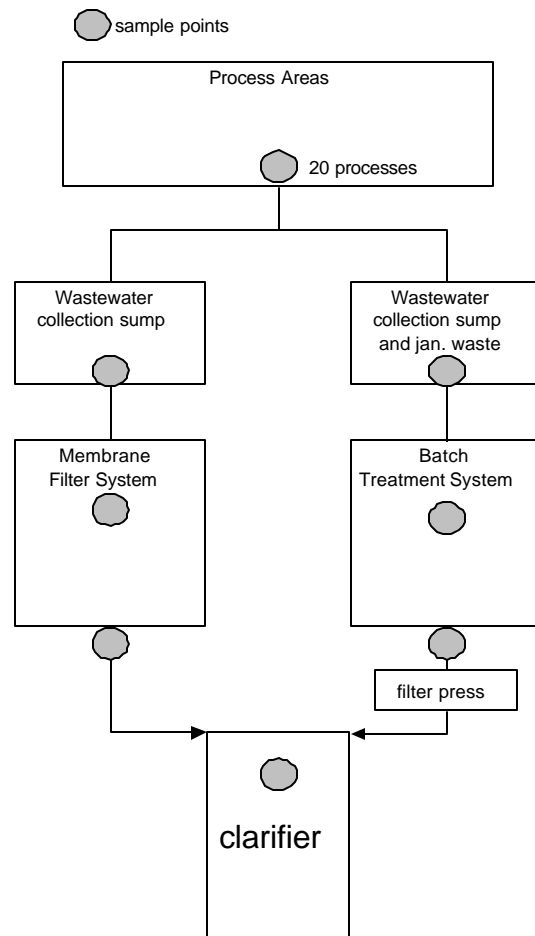 sample points
Process Areas
20 processes
Wastewater
collection sump
Wastewater
collection sump
and jan. waste
Membrane
Filter System
Batch
Treatment System
filter press
clarifier